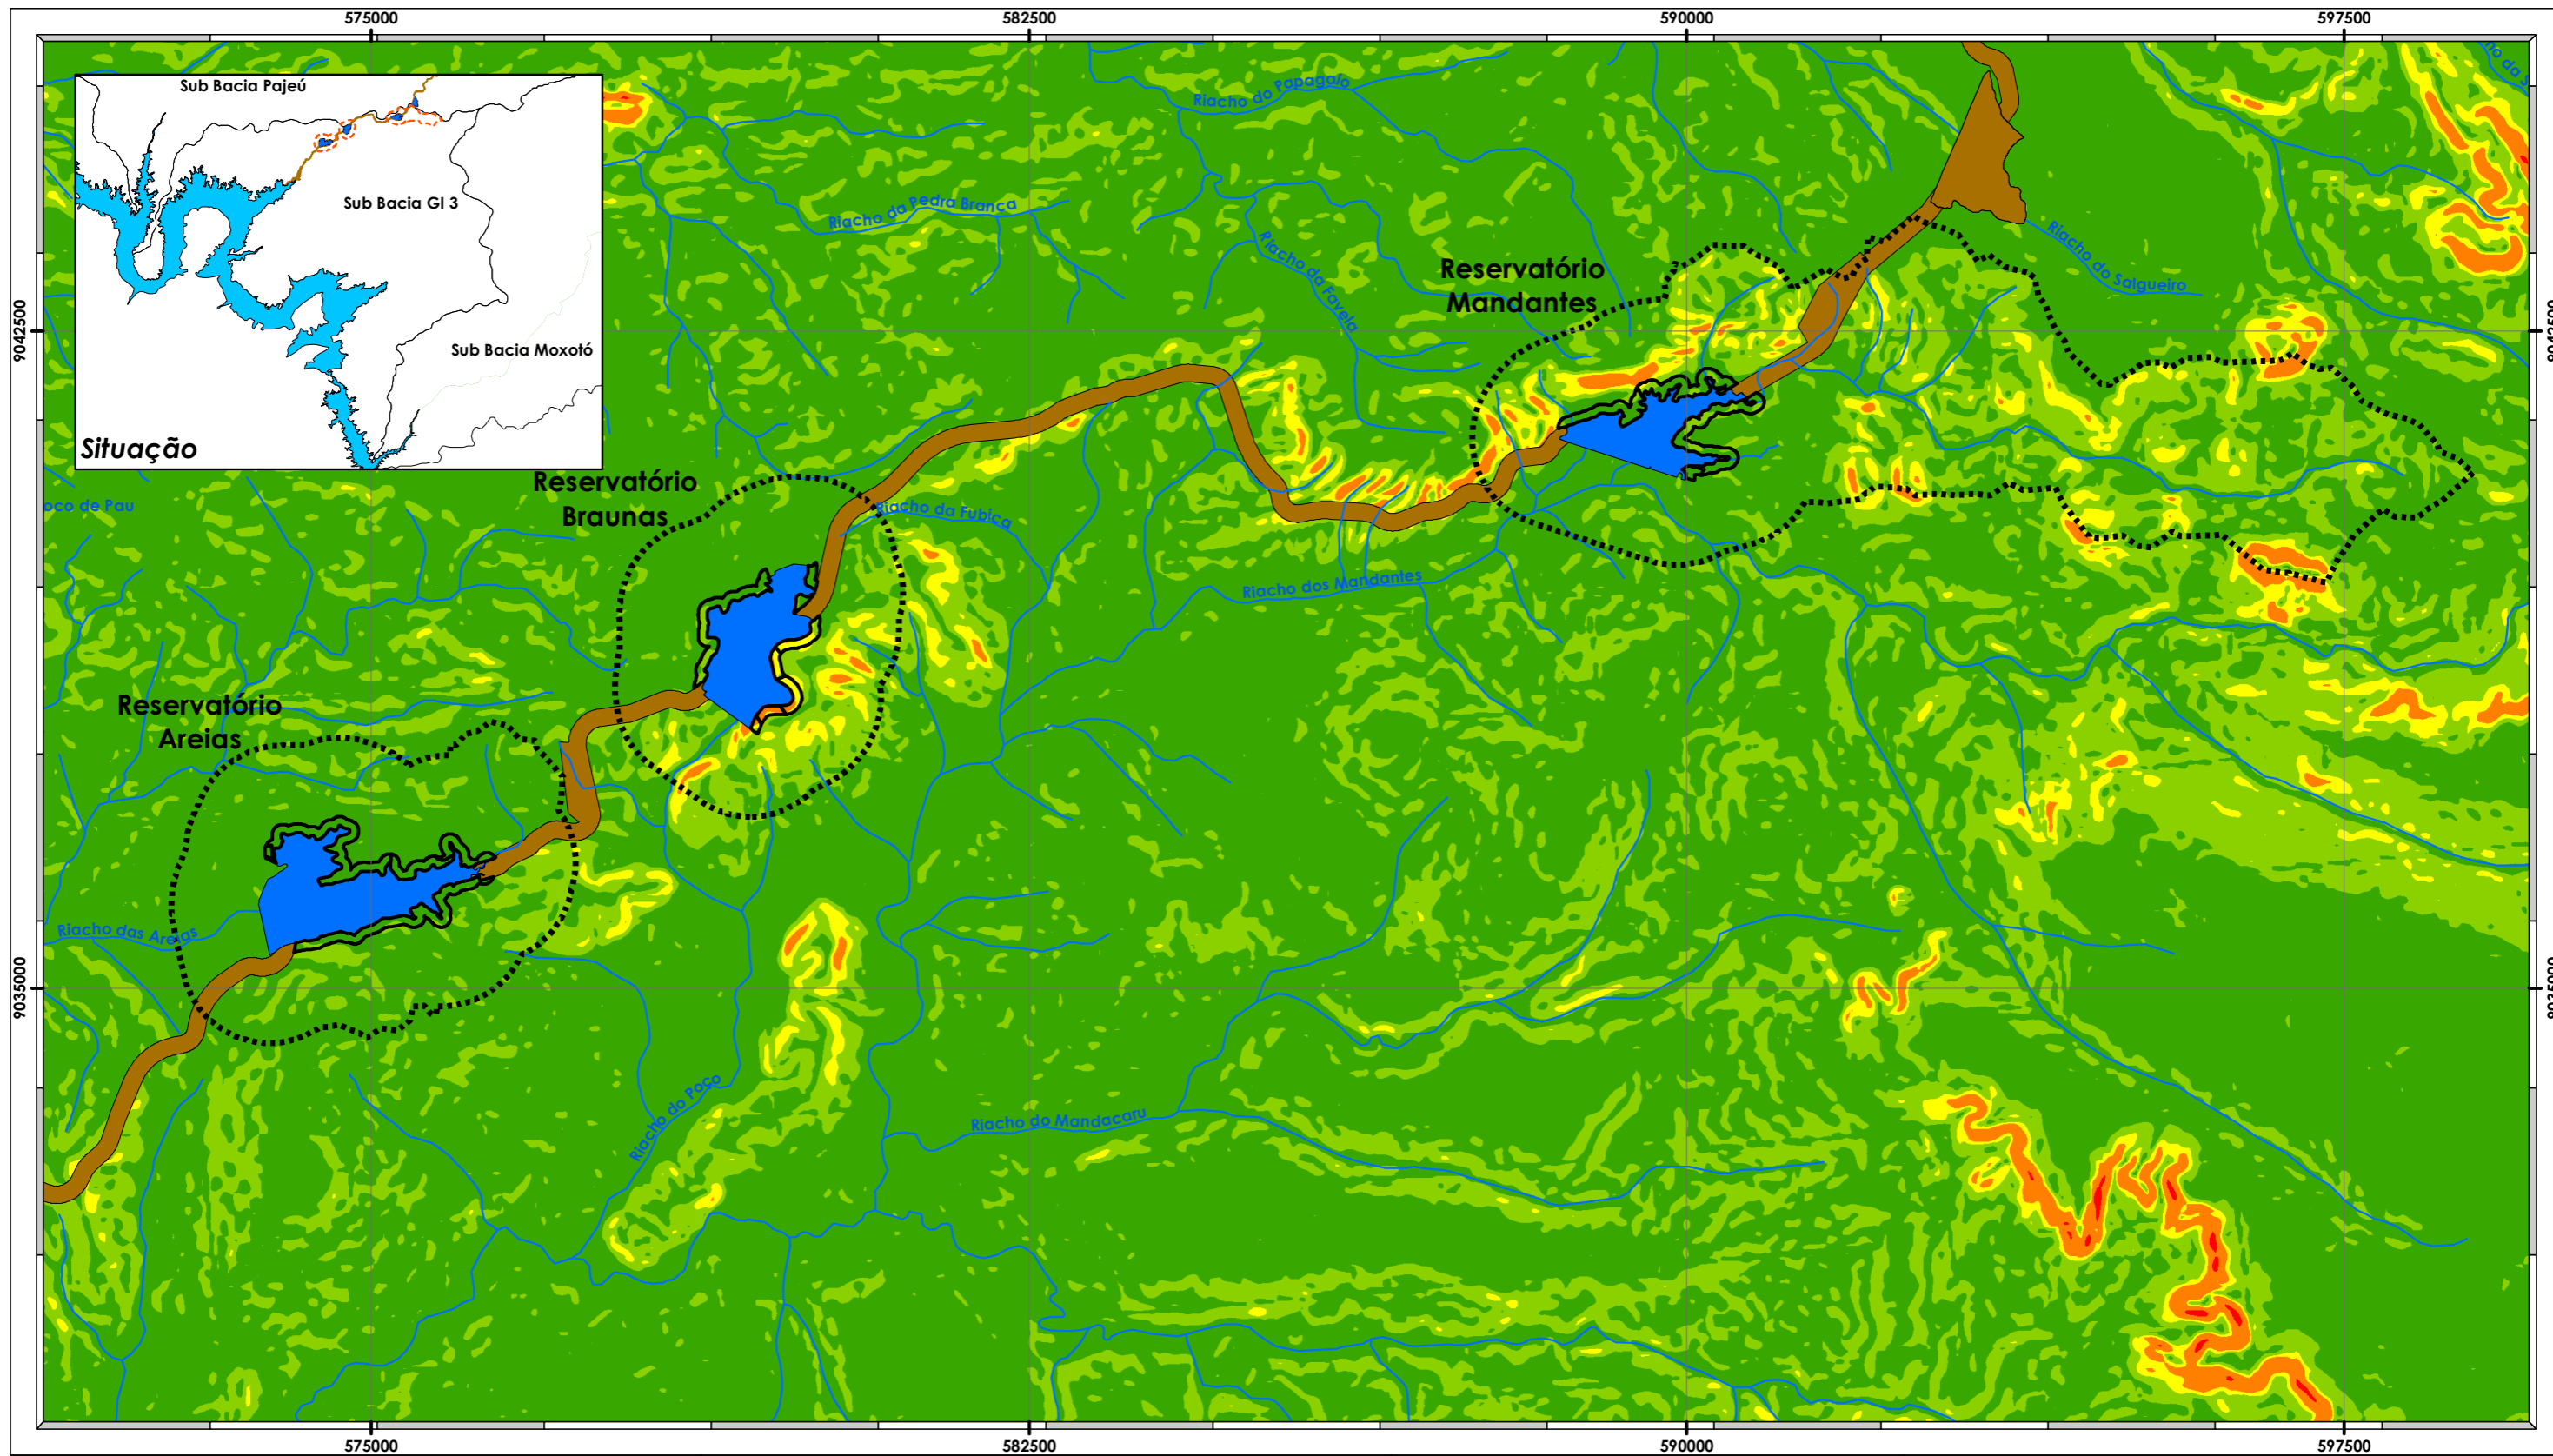 575000
582500
590000
597500
Sub Bacia Pajeú
Sub Bacia GI 3
Sub Bacia Moxotó
Situação
Riacho do Papagaio
Riacho da Pedra Branca
Riacho da Favela
Riacho do Salgueiro
Reservatório
Mandantes
9042500
Reservatório
Braunas
oco de Pau
Riacho da Fubica
Riacho dos Mandantes
Reservatório
Areias
Riacho das Areias
9035000
9035000
Riacho do Poço
Riacho do Mandacaru
575000
582500
590000
597500